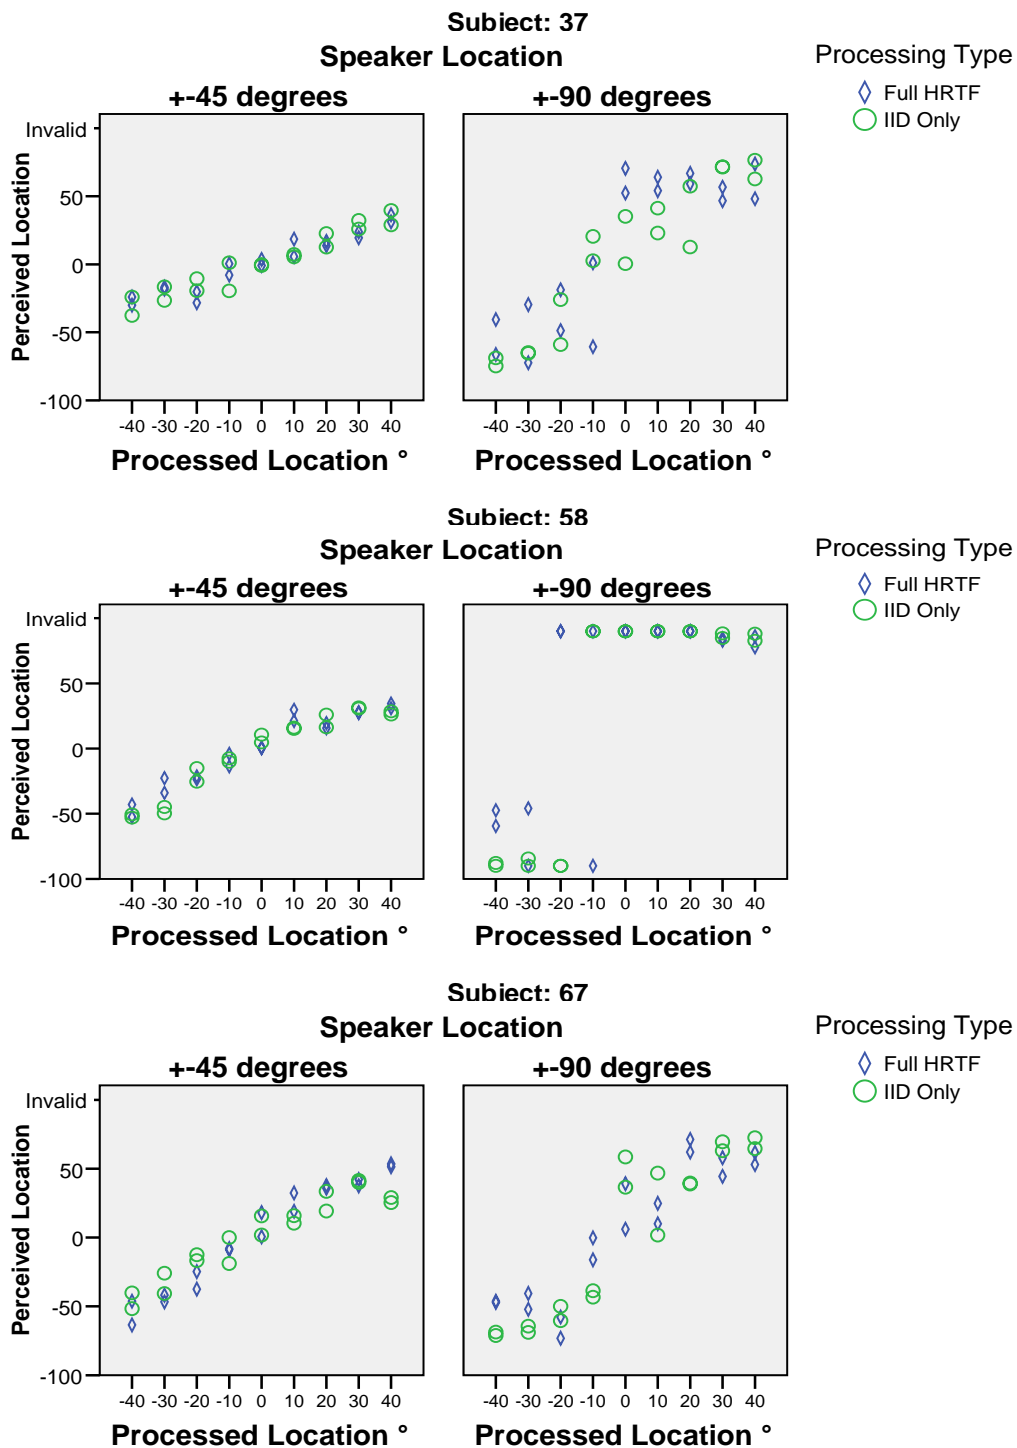 Subject: 37
Speaker Location
+-45 degrees +-90 degrees
Processing Type
Full HRTF
IID Only
Perceived Location
Invalid
50
0
-50
-100
-40 -30 -20 -10 0 10 20 30 40
-40 -30 -20 -10 0 10 20 30 40
Processed Location ° Processed Location °
Subject: 58
Speaker Location
+-45 degrees +-90 degrees
Processing Type
Full HRTF
IID Only
Perceived Location
Invalid
50
0
-50
-100
-40 -30 -20 -10 0 10 20 30 40
-40 -30 -20 -10 0 10 20 30 40
Processed Location ° Processed Location °
Subject: 67
Speaker Location
+-45 degrees +-90 degrees
Processing Type
Full HRTF
IID Only
Perceived Location
Invalid
50
0
-50
-100
-40 -30 -20 -10 0 10 20 30 40
-40 -30 -20 -10 0 10 20 30 40
Processed Location ° Processed Location °